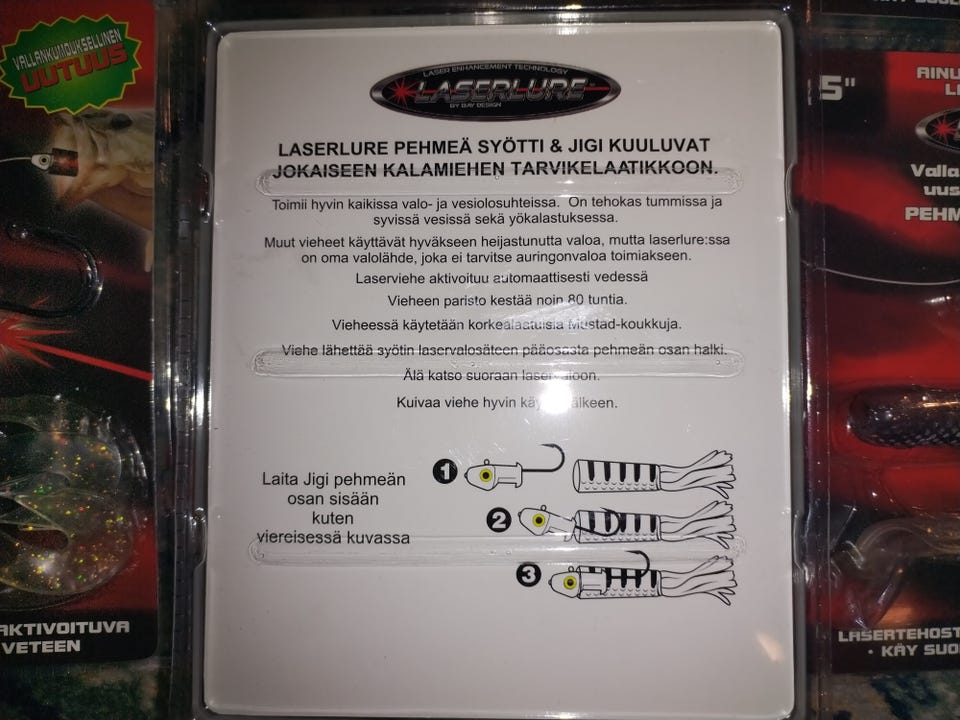 VALLANKUMOUKSELLINEN
UUTUUS
LASER ENHANCEMENT TECHNOLOGY
LASERLURE
BY BAY DESIGN
LASERLURE PEHMEÄ SYÖTTI & JIGI KUULUVAT
JOKAISEEN KALAMIEHEN TARVIKELAATIKKOON.
Toimii hyvin kaikissa valo- ja vesiolosuhteissa. On tehokas tummissa ja
syvissä vesissä sekä yökalastuksessa.
Muut vieheet käyttävät hyväkseen heijastunutta valoa, mutta laserlure:ssa
on oma valolähde, joka ei tarvitse auringonvaloa toimiakseen.
Laserviehe aktivoituu automaattisesti vedessä
Vieheen paristo kestää noin 80 tuntia.
Vieheessä käytetään korkealaatuisia Mustad-koukkuja.
Viehe lähettää syötin laservalosäteen pääosasta pehmeän osan halki.
Älä katso suoraan laservaloon.
Kuivaa viehe hyvin käytön jälkeen.
Laita Jigi pehmeän
osan sisään
kuten
viereisessä kuvassa
1
2
3
AKTIVOITUVA
VETEEN
5"
AINU
L
Valla
uus
PEHM
LASERTEHOST
• KÄY SUO